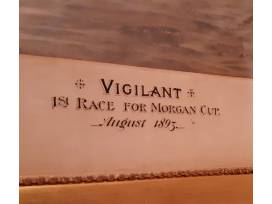 VIGILANT
1st RACE FOR MORGAN CUP.
August 1893.